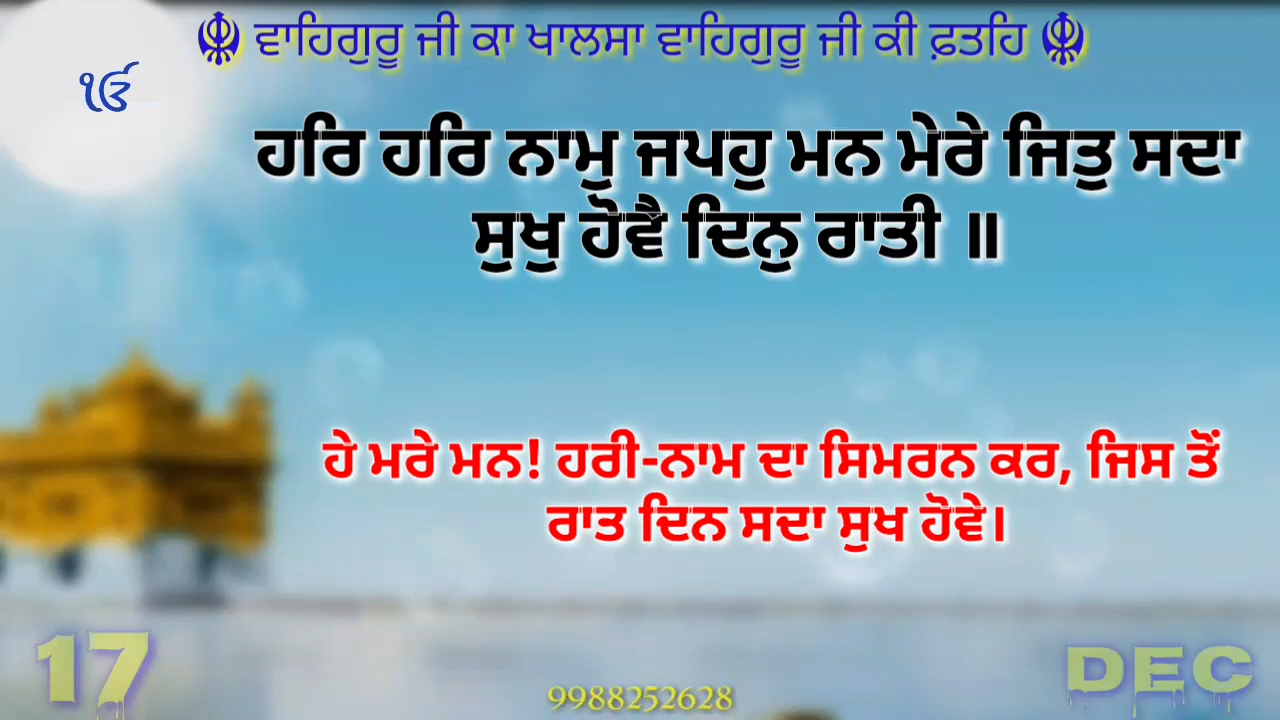 ☬ ਵਾਹਿਗੁਰੂ ਜੀ ਕਾ ਖਾਲਸਾ ਵਾਹਿਗੁਰੂ ਜੀ ਕੀ ਫ਼ਤਹਿ ☬
ੴ
ਹਰਿ ਹਰਿ ਨਾਮੁ ਜਪਹੁ ਮਨ ਮੇਰੇ ਜਿਤੁ ਸਦਾ
ਸੁਖੁ ਹੋਵੈ ਦਿਨੁ ਰਾਤੀ ॥
ਹੇ ਮਰੇ ਮਨ! ਹਰੀ-ਨਾਮ ਦਾ ਸਿਮਰਨ ਕਰ, ਜਿਸ ਤੋਂ
ਰਾਤ ਦਿਨ ਸਦਾ ਸੁਖ ਹੋਵੇ।
17
DEC
9988252628